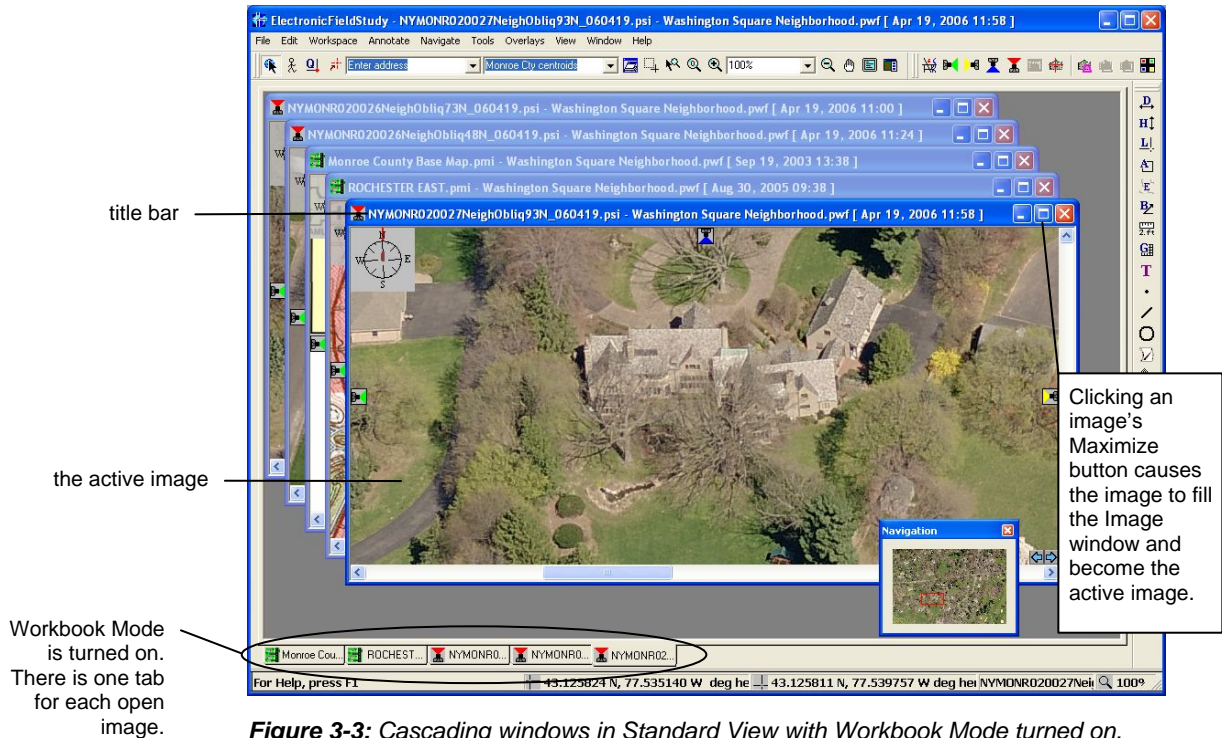 ElectronicFieldStudy - NYMONR020027NeighObliq93N_060419.psi - Washington Square Neighborhood.pwf [ Apr 19, 2006 11:58 ]
File Edit Workspace Annotate Navigate Tools Overlays View Window Help
Enter address Monroe Cty centroids 100%
NYMONR020026NeighObliq73N_060419.psi - Washington Square Neighborhood.pwf [ Apr 19, 2006 11:00 ]
NYMONR020026NeighObliq48N_060419.psi - Washington Square Neighborhood.pwf [ Apr 19, 2006 11:24 ]
Monroe County Base Map.pmi - Washington Square Neighborhood.pwf [ Sep 19, 2003 13:38 ]
ROCHESTER EAST.pmi - Washington Square Neighborhood.pwf [ Aug 30, 2005 09:38 ]
title bar
NYMONR020027NeighObliq93N_060419.psi - Washington Square Neighborhood.pwf [ Apr 19, 2006 11:58 ]
N
W E
S
Clicking an
image's
Maximize
button causes
the image to fill
the Image
window and
become the
active image.
the active image
Navigation
Workbook Mode
is turned on.
There is one tab
for each open
image.
Monroe Cou... ROCHEST... NYMONR0... NYMONR0... NYMONR02...
For Help, press F1 43.125824 N, 77.535140 W deg he 43.125811 N, 77.539757 W deg hei NYMONR020027Nei 100%
Figure 3-3: Cascading windows in Standard View with Workbook Mode turned on.